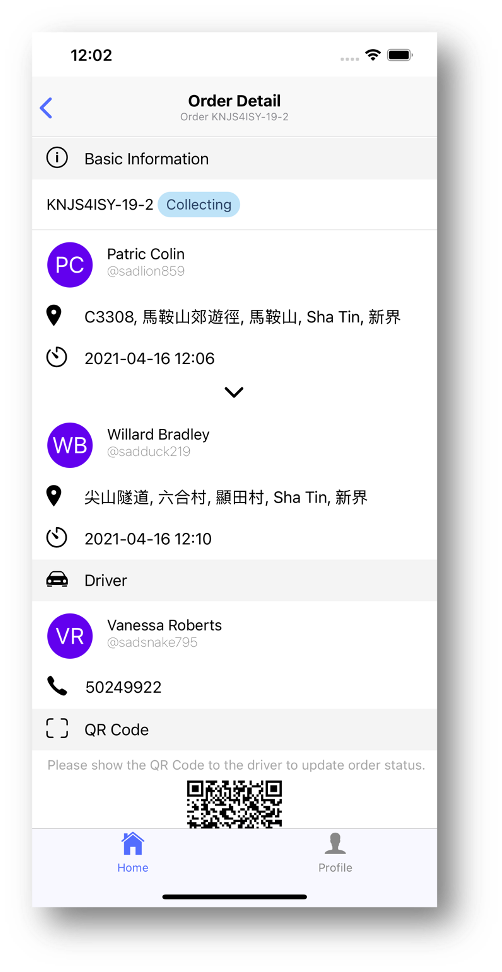 12:02
Order Detail
Order KNJS4ISY-19-2
Basic Information
KNJS4ISY-19-2 Collecting
PC Patric Colin
@sadlion859
C3308, 馬鞍山郊遊徑, 馬鞍山, Sha Tin, 新界
2021-04-16 12:06
WB Willard Bradley
@sadduck219
尖山隧道, 六合村, 顯田村, Sha Tin, 新界
2021-04-16 12:10
Driver
VR Vanessa Roberts
@sadsnake795
50249922
QR Code
Please show the QR Code to the driver to update order status.
Home Profile